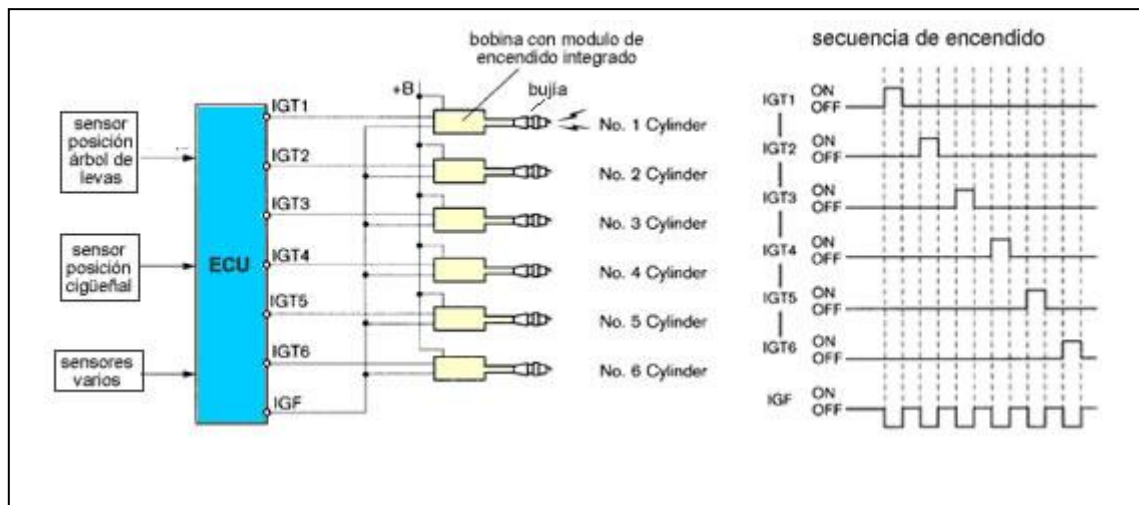 bobina con modulo de
encendido integrado
secuencia de encendido
+B
bujía
sensor
posición
árbol de
levas
sensor
posición
cigüeñal
sensores
varios
ECU
IGT1
IGT2
IGT3
IGT4
IGT5
IGT6
IGF
No. 1 Cylinder
No. 2 Cylinder
No. 3 Cylinder
No. 4 Cylinder
No. 5 Cylinder
No. 6 Cylinder
IGT1 ON
OFF
IGT2 ON
OFF
IGT3 ON
OFF
IGT4 ON
OFF
IGT5 ON
OFF
IGT6 ON
OFF
IGF ON
OFF